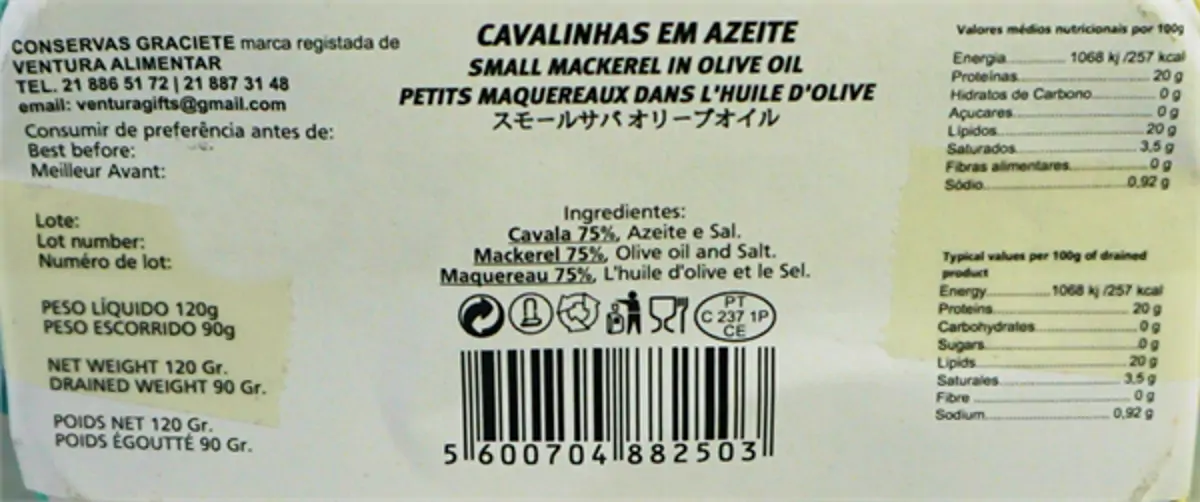 CONSERVAS GRACIETE marca registada de
VENTURA ALIMENTAR
TEL. 21 886 51 72 | 21 887 31 48
email: venturagifts@gmail.com
Consumir de preferência antes de:
Best before:
Meilleur Avant:
Lote:
Lot number:
Numéro de lot:
PESO LÍQUIDO 120g
PESO ESCORRIDO 90g
NET WEIGHT 120 Gr.
DRAINED WEIGHT 90 Gr.
POIDS NET 120 Gr.
POIDS ÉGOUTTÉ 90 Gr.
CAVALINHAS EM AZEITE
SMALL MACKEREL IN OLIVE OIL
PETITS MAQUEREAUX DANS L'HUILE D'OLIVE
スモールサバ オリーブオイル
Ingredientes:
Cavala 75%, Azeite e Sal.
Mackerel 75%, Olive oil and Salt.
Maquereau 75%, L'huile d'olive et le Sel.
PT
C 237 1P
CE
5 600704 882503
Valores médios nutricionais por 100g
Energia 1068 kj /257 kcal
Proteínas 20 g
Hidratos de Carbono 0 g
Açucares 0 g
Lípidos 20 g
Saturados 3,5 g
Fibras alimentares 0 g
Sódio 0,92 g
Typical values per 100g of drained
product
Energy 1068 kj /257 kcal
Proteins 20 g
Carbohydrates 0 g
Sugars 0 g
Lipids 20 g
Saturales 3,5 g
Fibre 0 g
Sodium 0,92 g